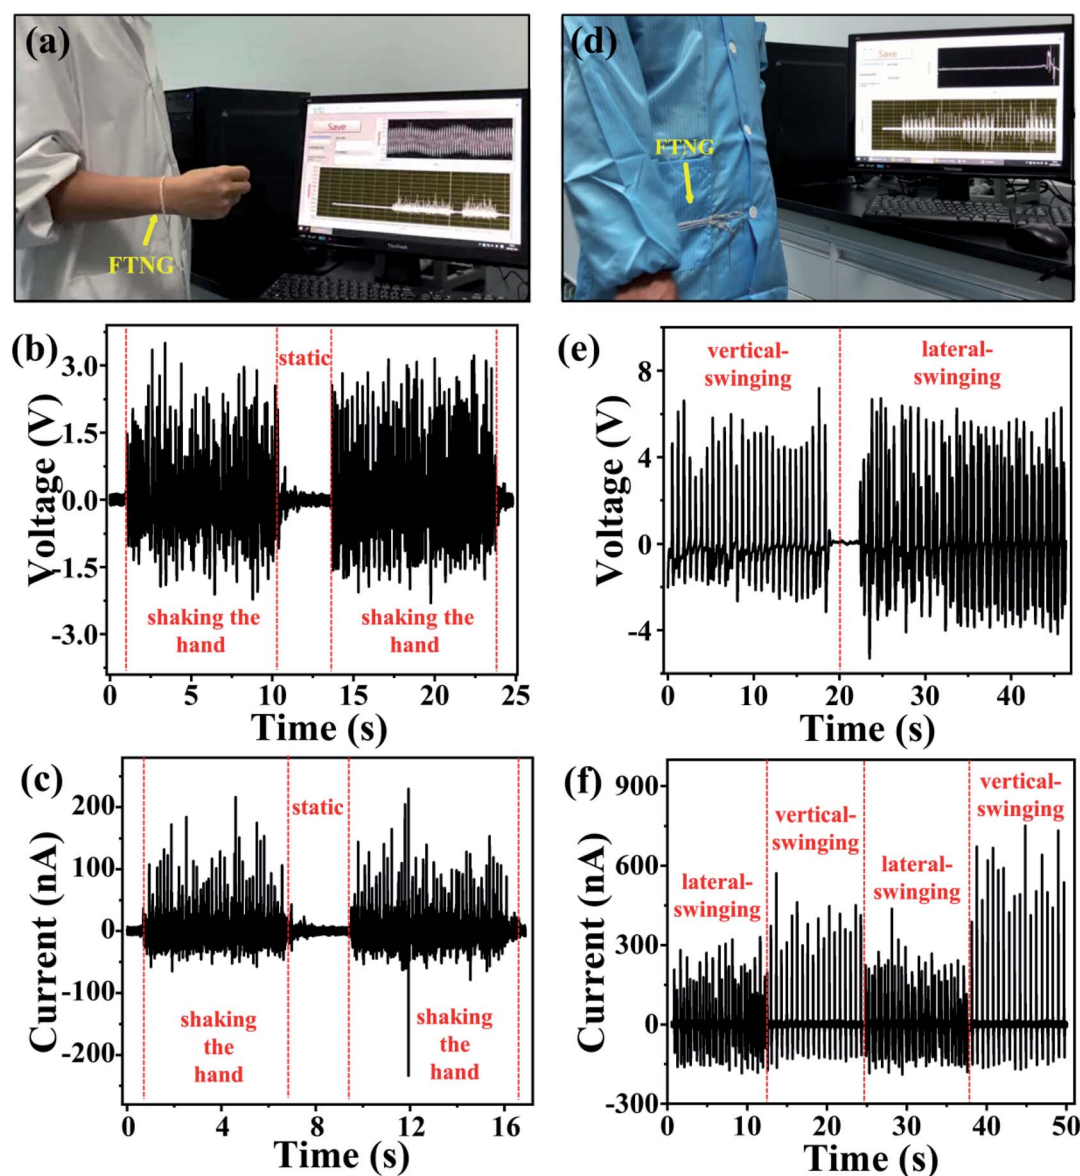 (a)
Save
FTNG
(d)
Save
FTNG
(b)
static
3.0
1.5
0.0
-1.5
-3.0
Voltage (V)
shaking the
hand
shaking the
hand
0
5
10
15
20
25
Time (s)
(e)
vertical-
swinging
lateral-
swinging
8
4
0
-4
Voltage (V)
0
10
20
30
40
Time (s)
(c)
static
200
100
0
-100
-200
Current (nA)
shaking
the
hand
shaking
the
hand
0
4
8
12
16
Time (s)
(f)
900
600
300
0
-300
Current (nA)
lateral-
swinging
vertical-
swinging
lateral-
swinging
vertical-
swinging
0
10
20
30
40
50
Time (s)